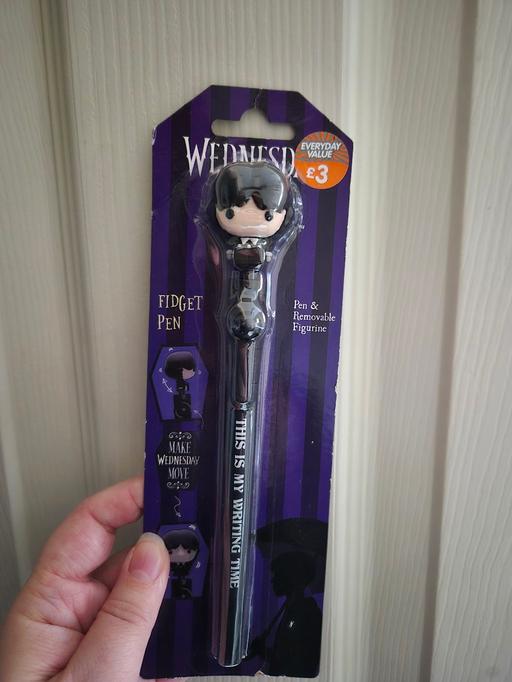 WEDNESD
EVERYDAY
VALUE
£3
FIDGET
PEN
Pen &
Removable
Figurine
MAKE
WEDNESDAY
MOVE
THIS IS MY WRITING TIME